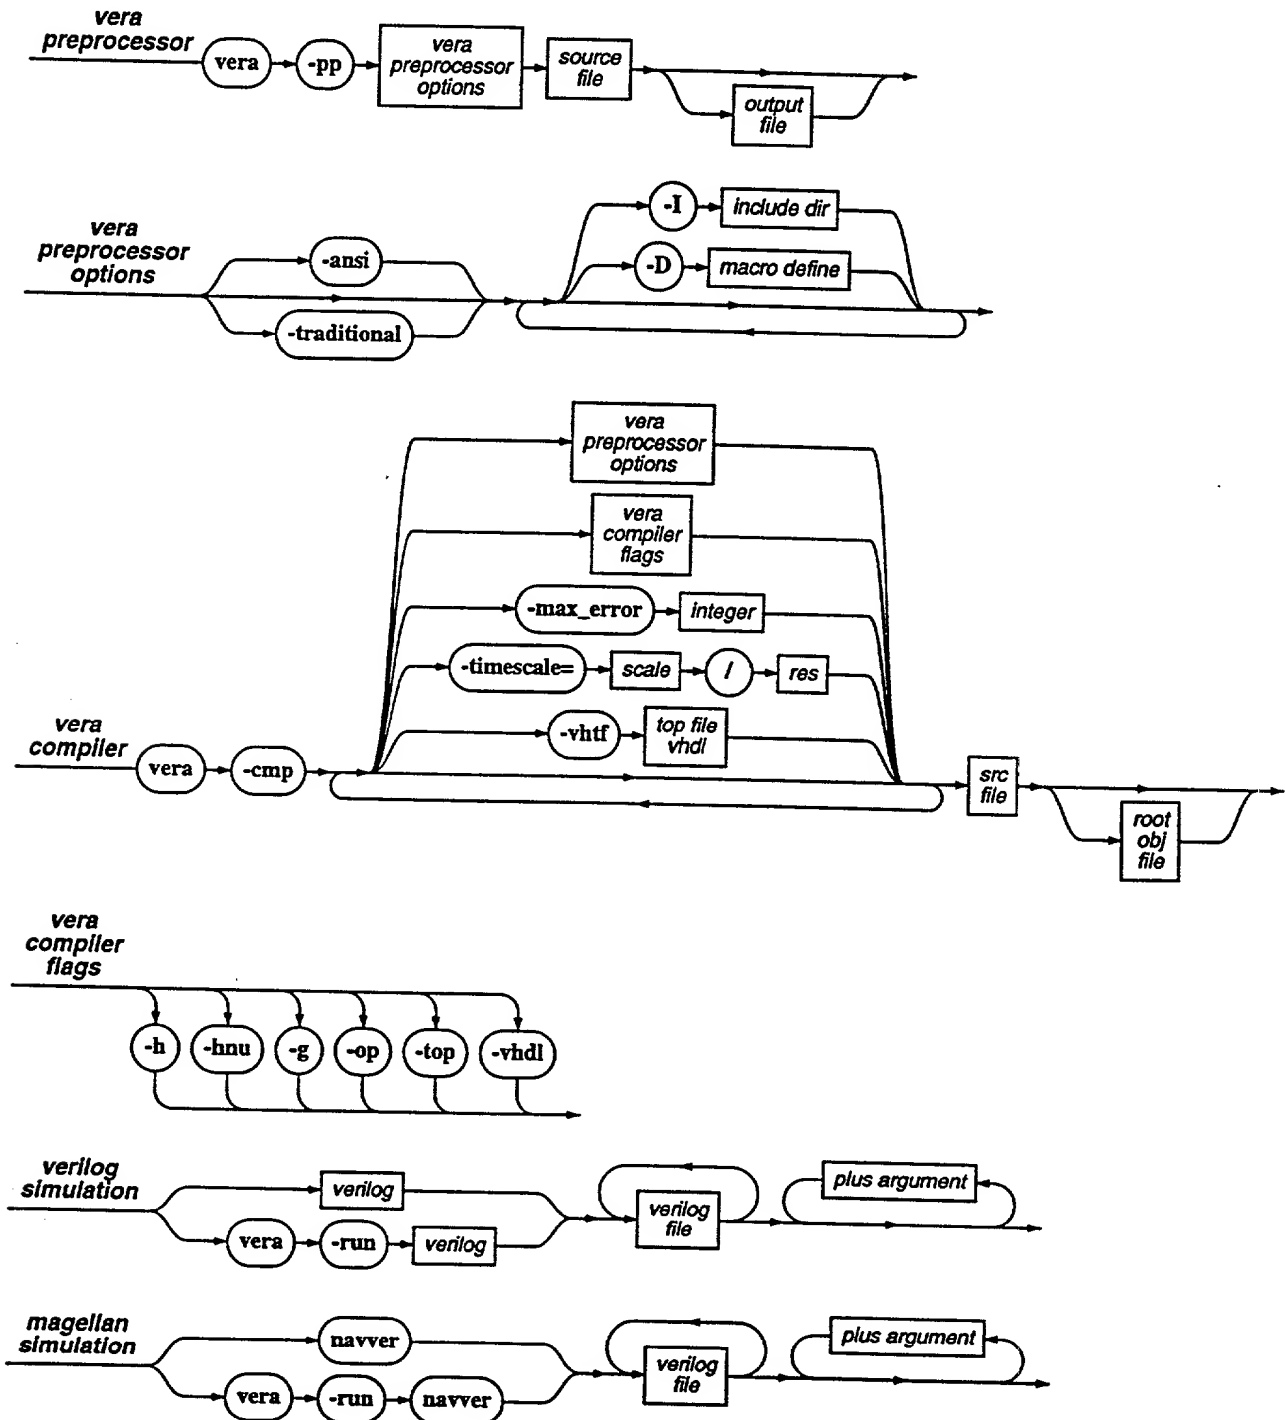 vera
preprocessor
vera
-pp
vera
preprocessor
options
source
file
output
file
vera
preprocessor
options
-ansi
-traditional
-I
include dir
-D
macro define
vera
preprocessor
options
vera
compiler
flags
-max_error
integer
-timescale=
scale
/
res
-vhtf
top file
vhdl
vera
compiler
vera
-cmp
src
file
root
obj
file
vera
compiler
flags
-h
-hnu
-g
-op
-top
-vhdl
verilog
simulation
verilog
vera
-run
verilog
verilog
file
plus argument
magellan
simulation
navver
vera
-run
navver
verilog
file
plus argument